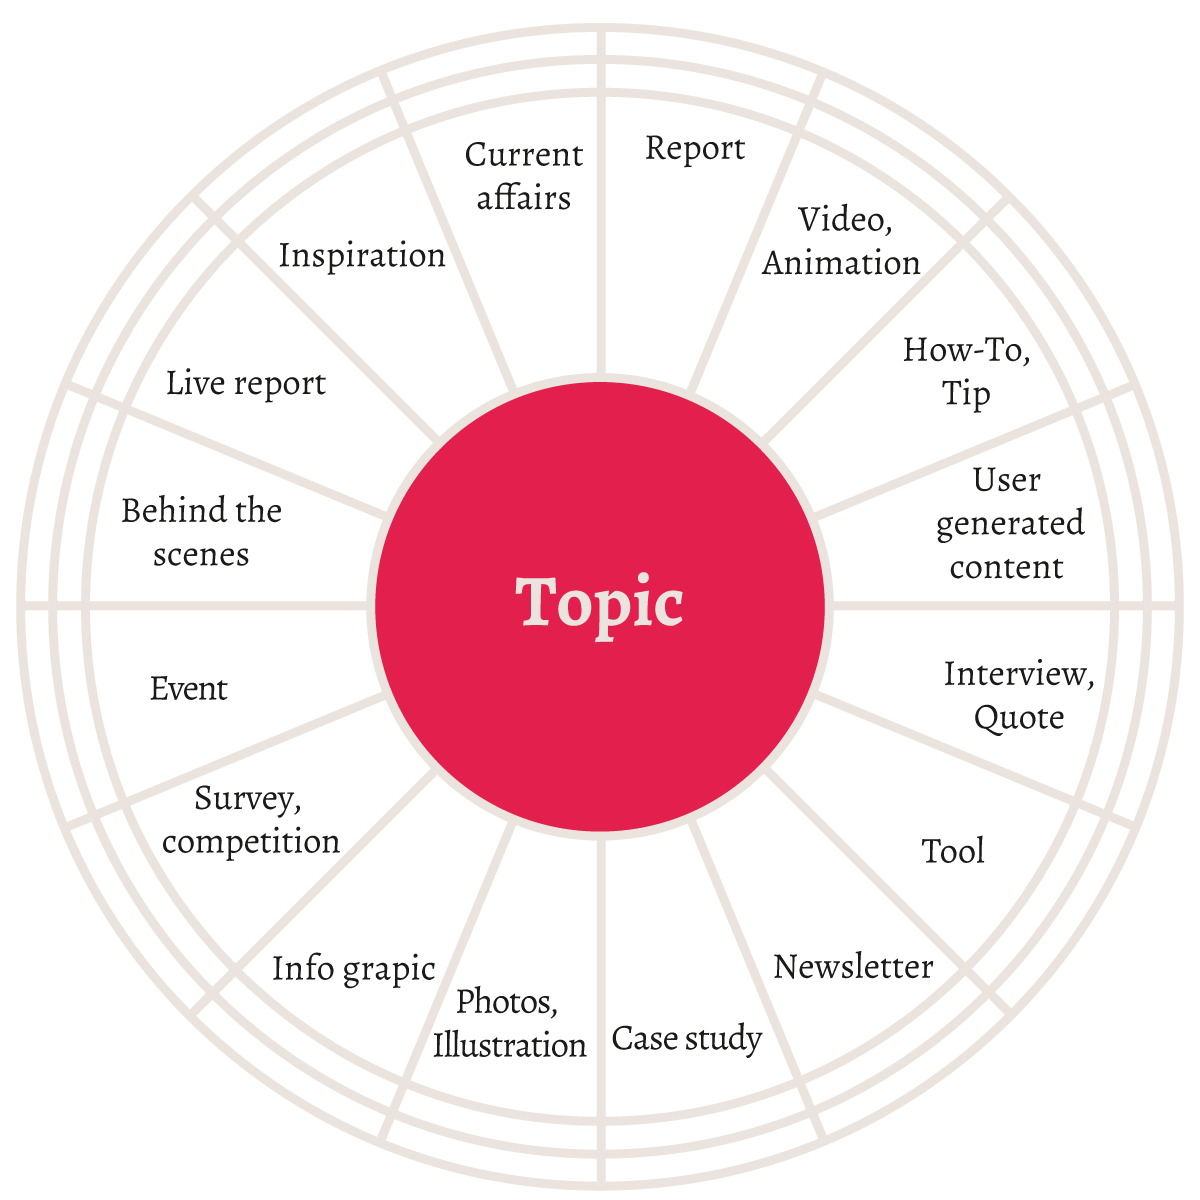 Current
affairs
Report
Video,
Animation
How-To,
Tip
User
generated
content
Interview,
Quote
Tool
Newsletter
Case study
Photos,
Illustration
Info grapic
Survey,
competition
Event
Behind the
scenes
Live report
Inspiration
Topic